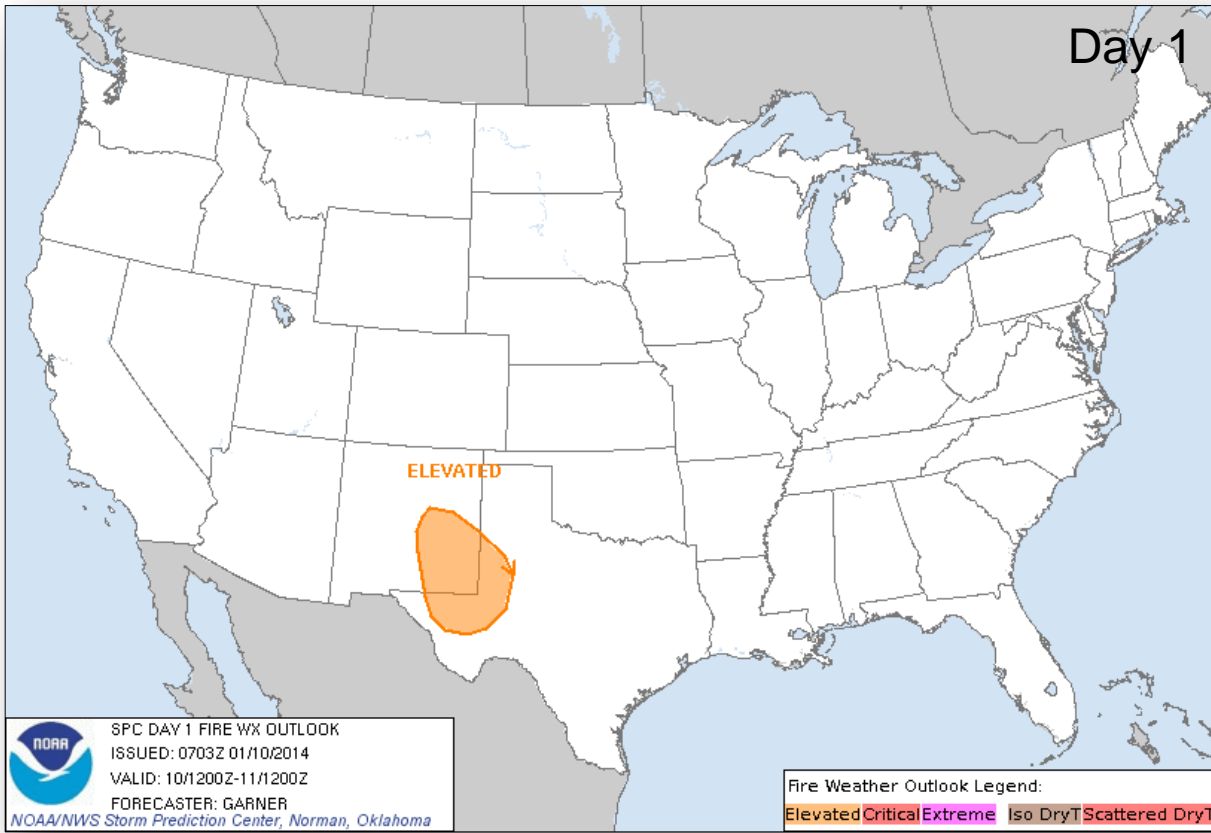 Day 1
ELEVATED
NOAA
SPC DAY 1 FIRE WX OUTLOOK
ISSUED: 0703Z 01/10/2014
VALID: 10/1200Z-11/1200Z
FORECASTER: GARNER
NOAA/NWS Storm Prediction Center, Norman, Oklahoma
Fire Weather Outlook Legend:
Elevated Critical Extreme Iso DryT Scattered DryT